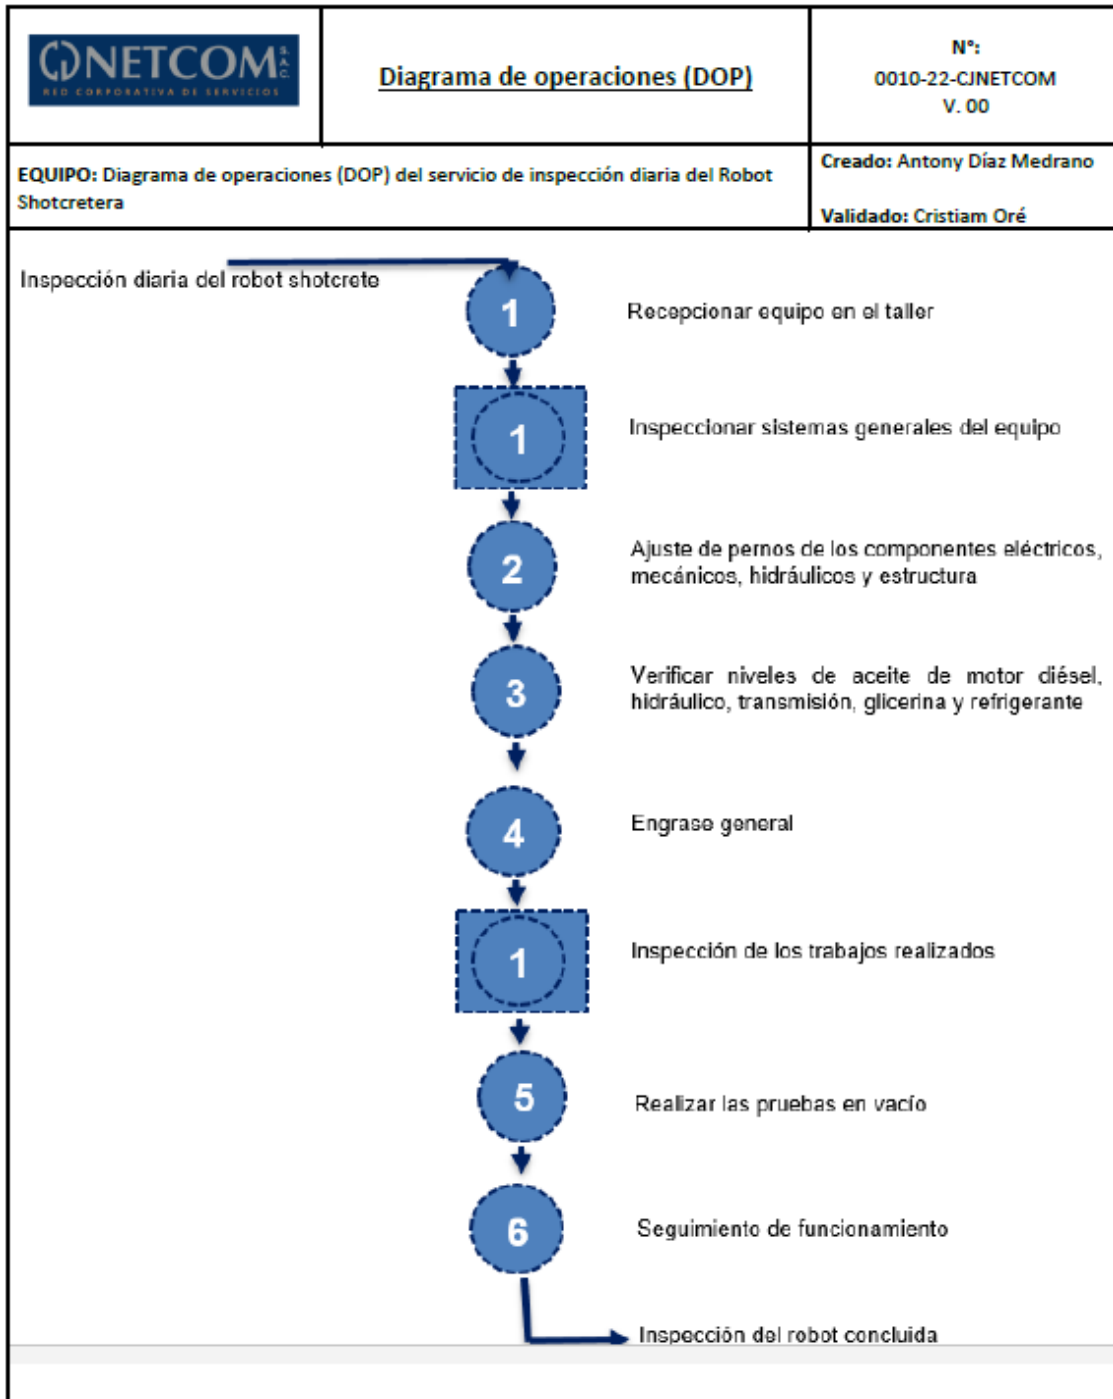 CJNETCOM S.A.C.
RED CORPORATIVA DE SERVICIOS
Diagrama de operaciones (DOP)
N°:
0010-22-CJNETCOM
V. 00
EQUIPO: Diagrama de operaciones (DOP) del servicio de inspección diaria del Robot
Shotcretera
Creado: Antony Díaz Medrano
Validado: Cristiam Oré
Inspección diaria del robot shotcrete
1
Recepcionar equipo en el taller
1
Inspeccionar sistemas generales del equipo
2
Ajuste de pernos de los componentes eléctricos,
mecánicos, hidráulicos y estructura
3
Verificar niveles de aceite de motor diésel,
hidráulico, transmisión, glicerina y refrigerante
4
Engrase general
1
Inspección de los trabajos realizados
5
Realizar las pruebas en vacío
6
Seguimiento de funcionamiento
Inspección del robot concluida